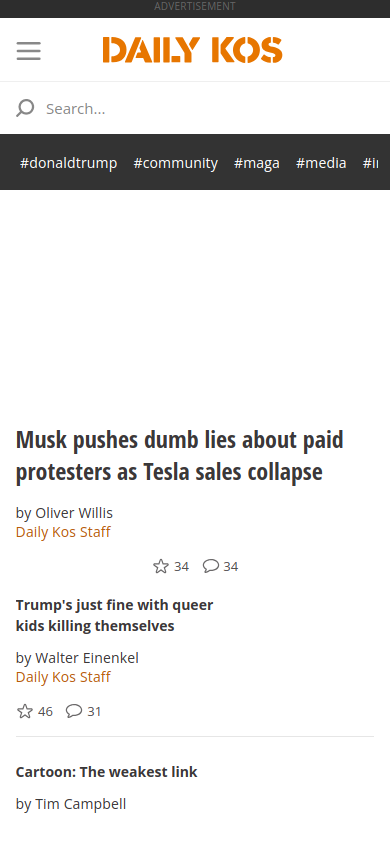 ADVERTISEMENT
DAILY KOS
Search...
#donaldtrump #community #maga #media
Musk pushes dumb lies about paid
protesters as Tesla sales collapse
by Oliver Willis
Daily Kos Staff
34 34
Trump's just fine with queer
kids killing themselves
by Walter Einenkel
Daily Kos Staff
46 31
Cartoon: The weakest link
by Tim Campbell